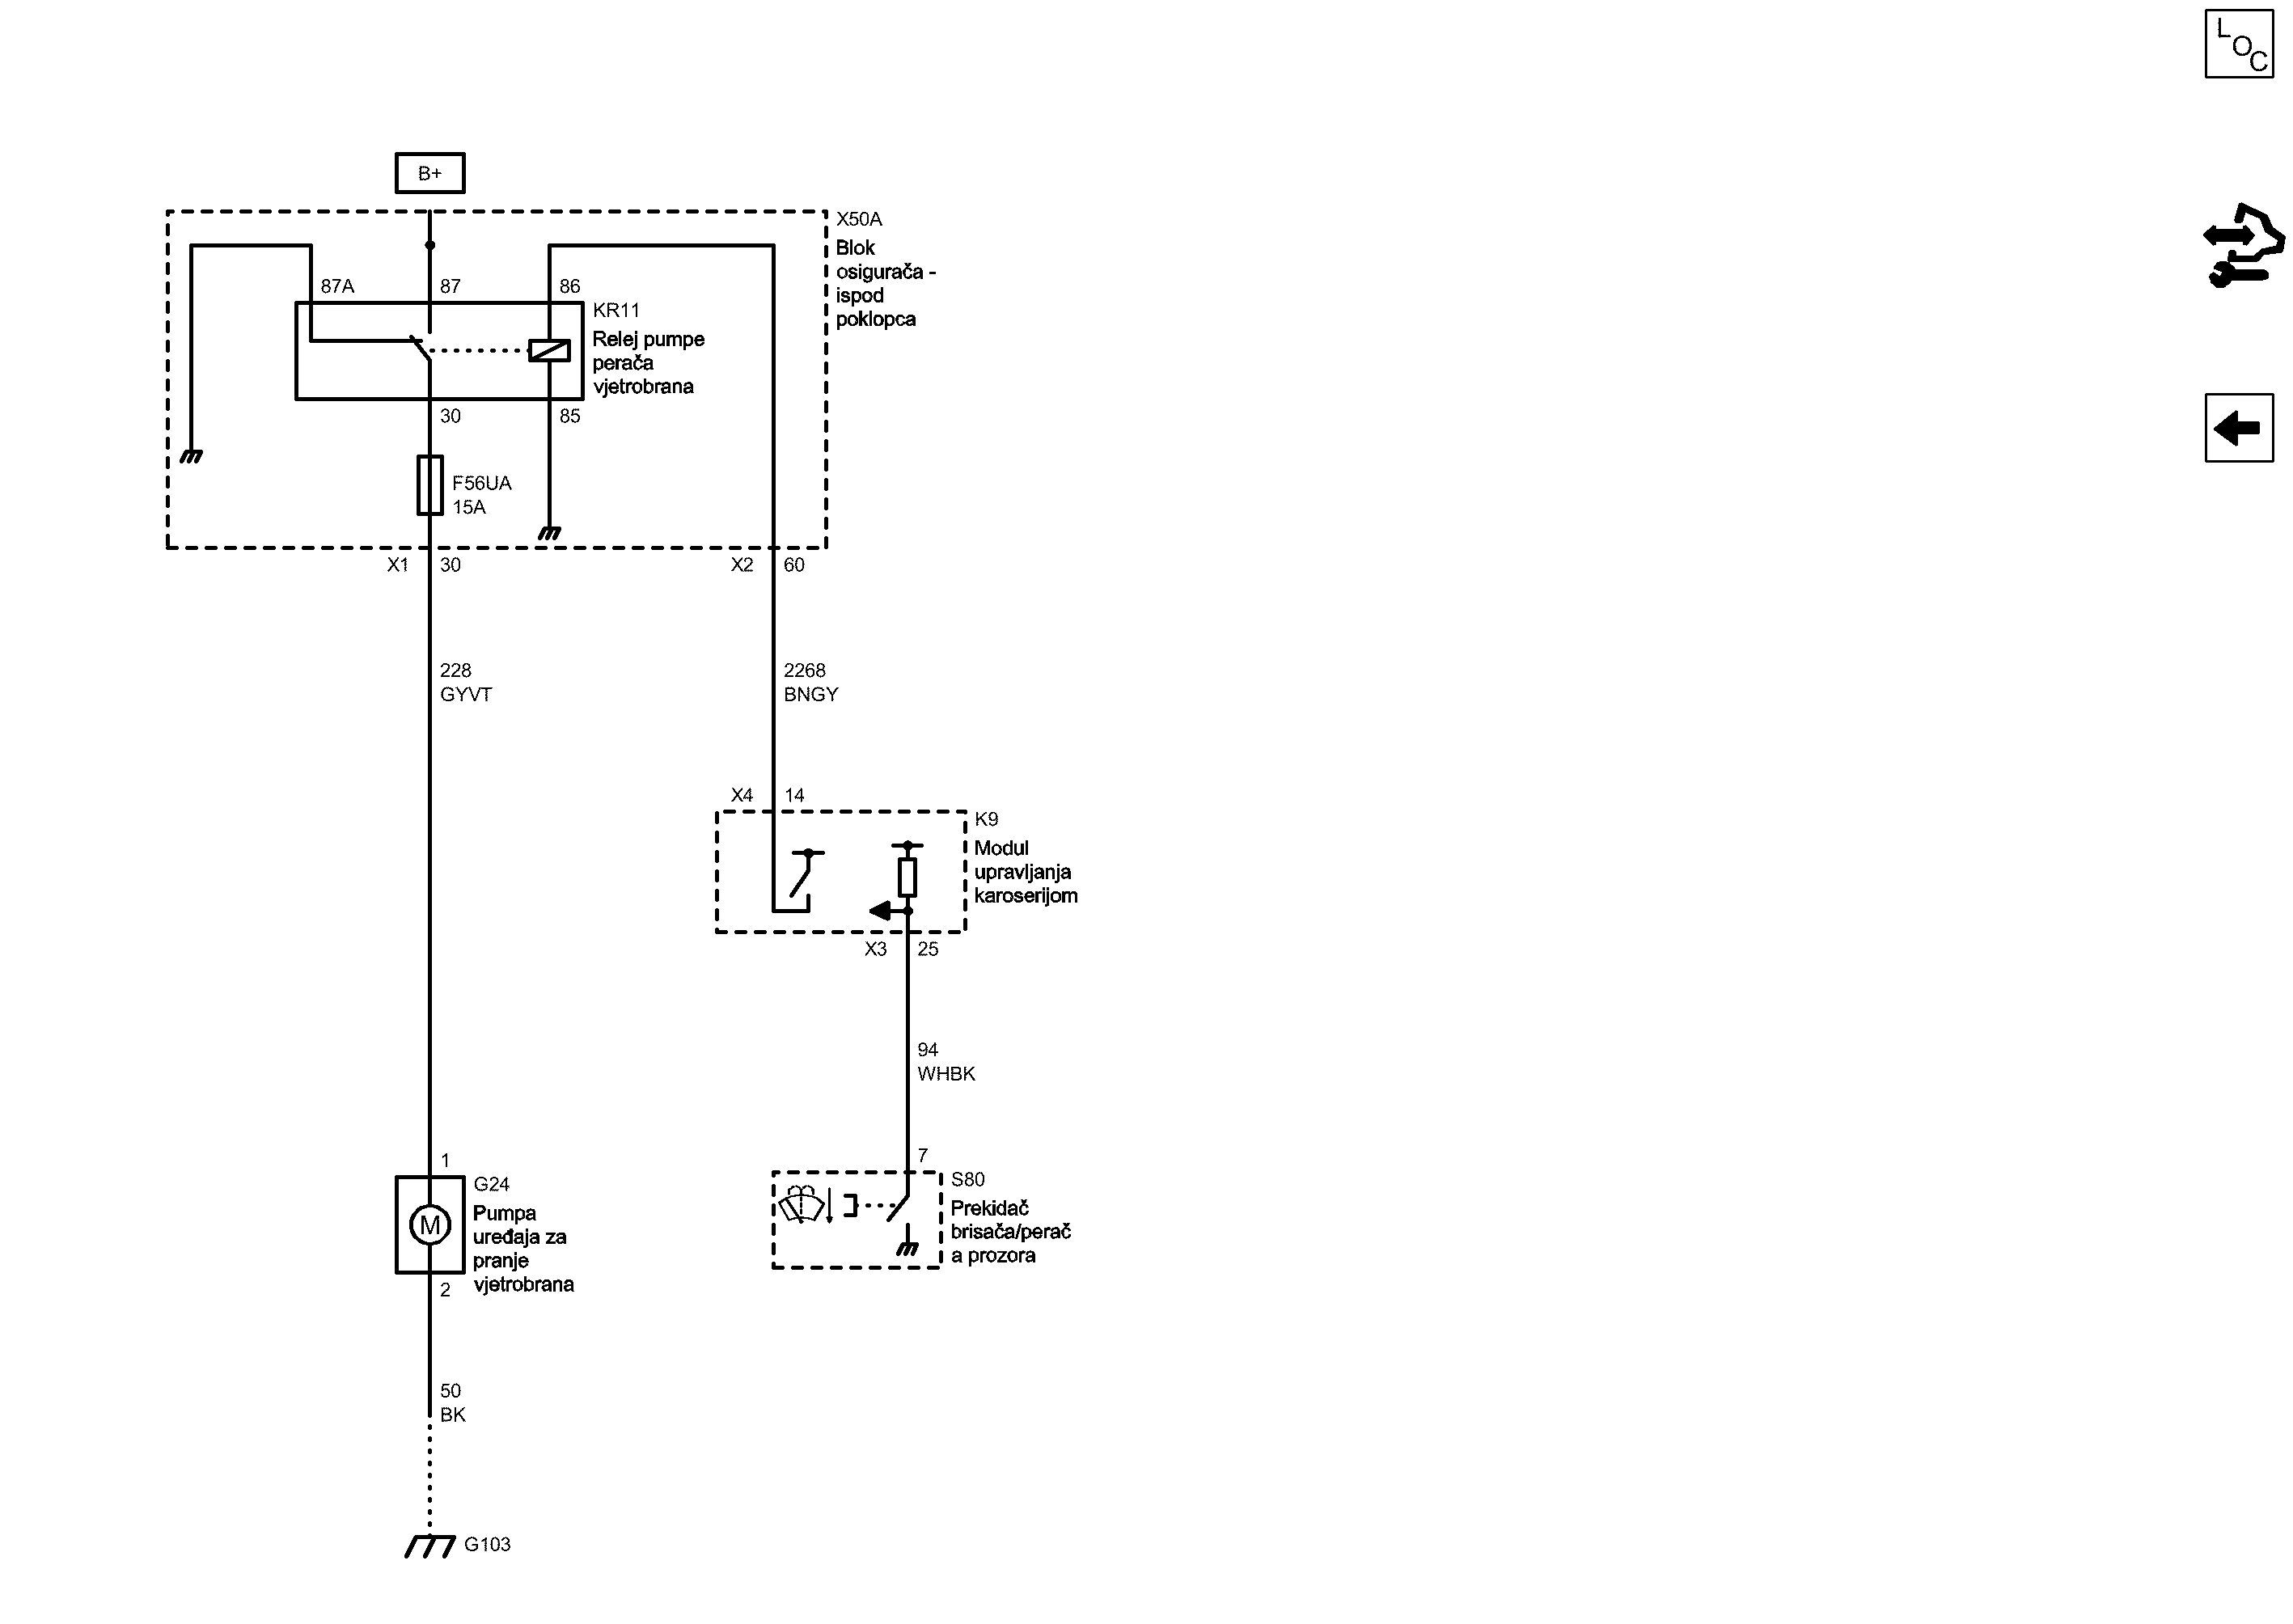 L
O
C
B+
X50A
Blok
osigurača -
ispod
poklopca
87A
87
86
KR11
Relej pumpe
perača
vjetrobrana
30
85
F56UA
15A
X1
30
X2
60
228
GYVT
2268
BNGY
X4
14
K9
Modul
upravljanja
karoserijom
X3
25
94
WHBK
7
S80
Prekidač
brisača/perač
a prozora
1
G24
Pumpa
uređaja za
pranje
vjetrobrana
M
2
50
BK
G103